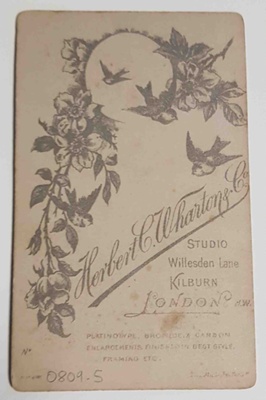 Herbert C. Wharton & Co
STUDIO
Willesden Lane
KILBURN
LONDON. N.W.
PLATINOTYPE, BROMIDE & CARBON
ENLARGEMENTS FINISHED IN BEST STYLE.
FRAMING ETC.
No
0809-S